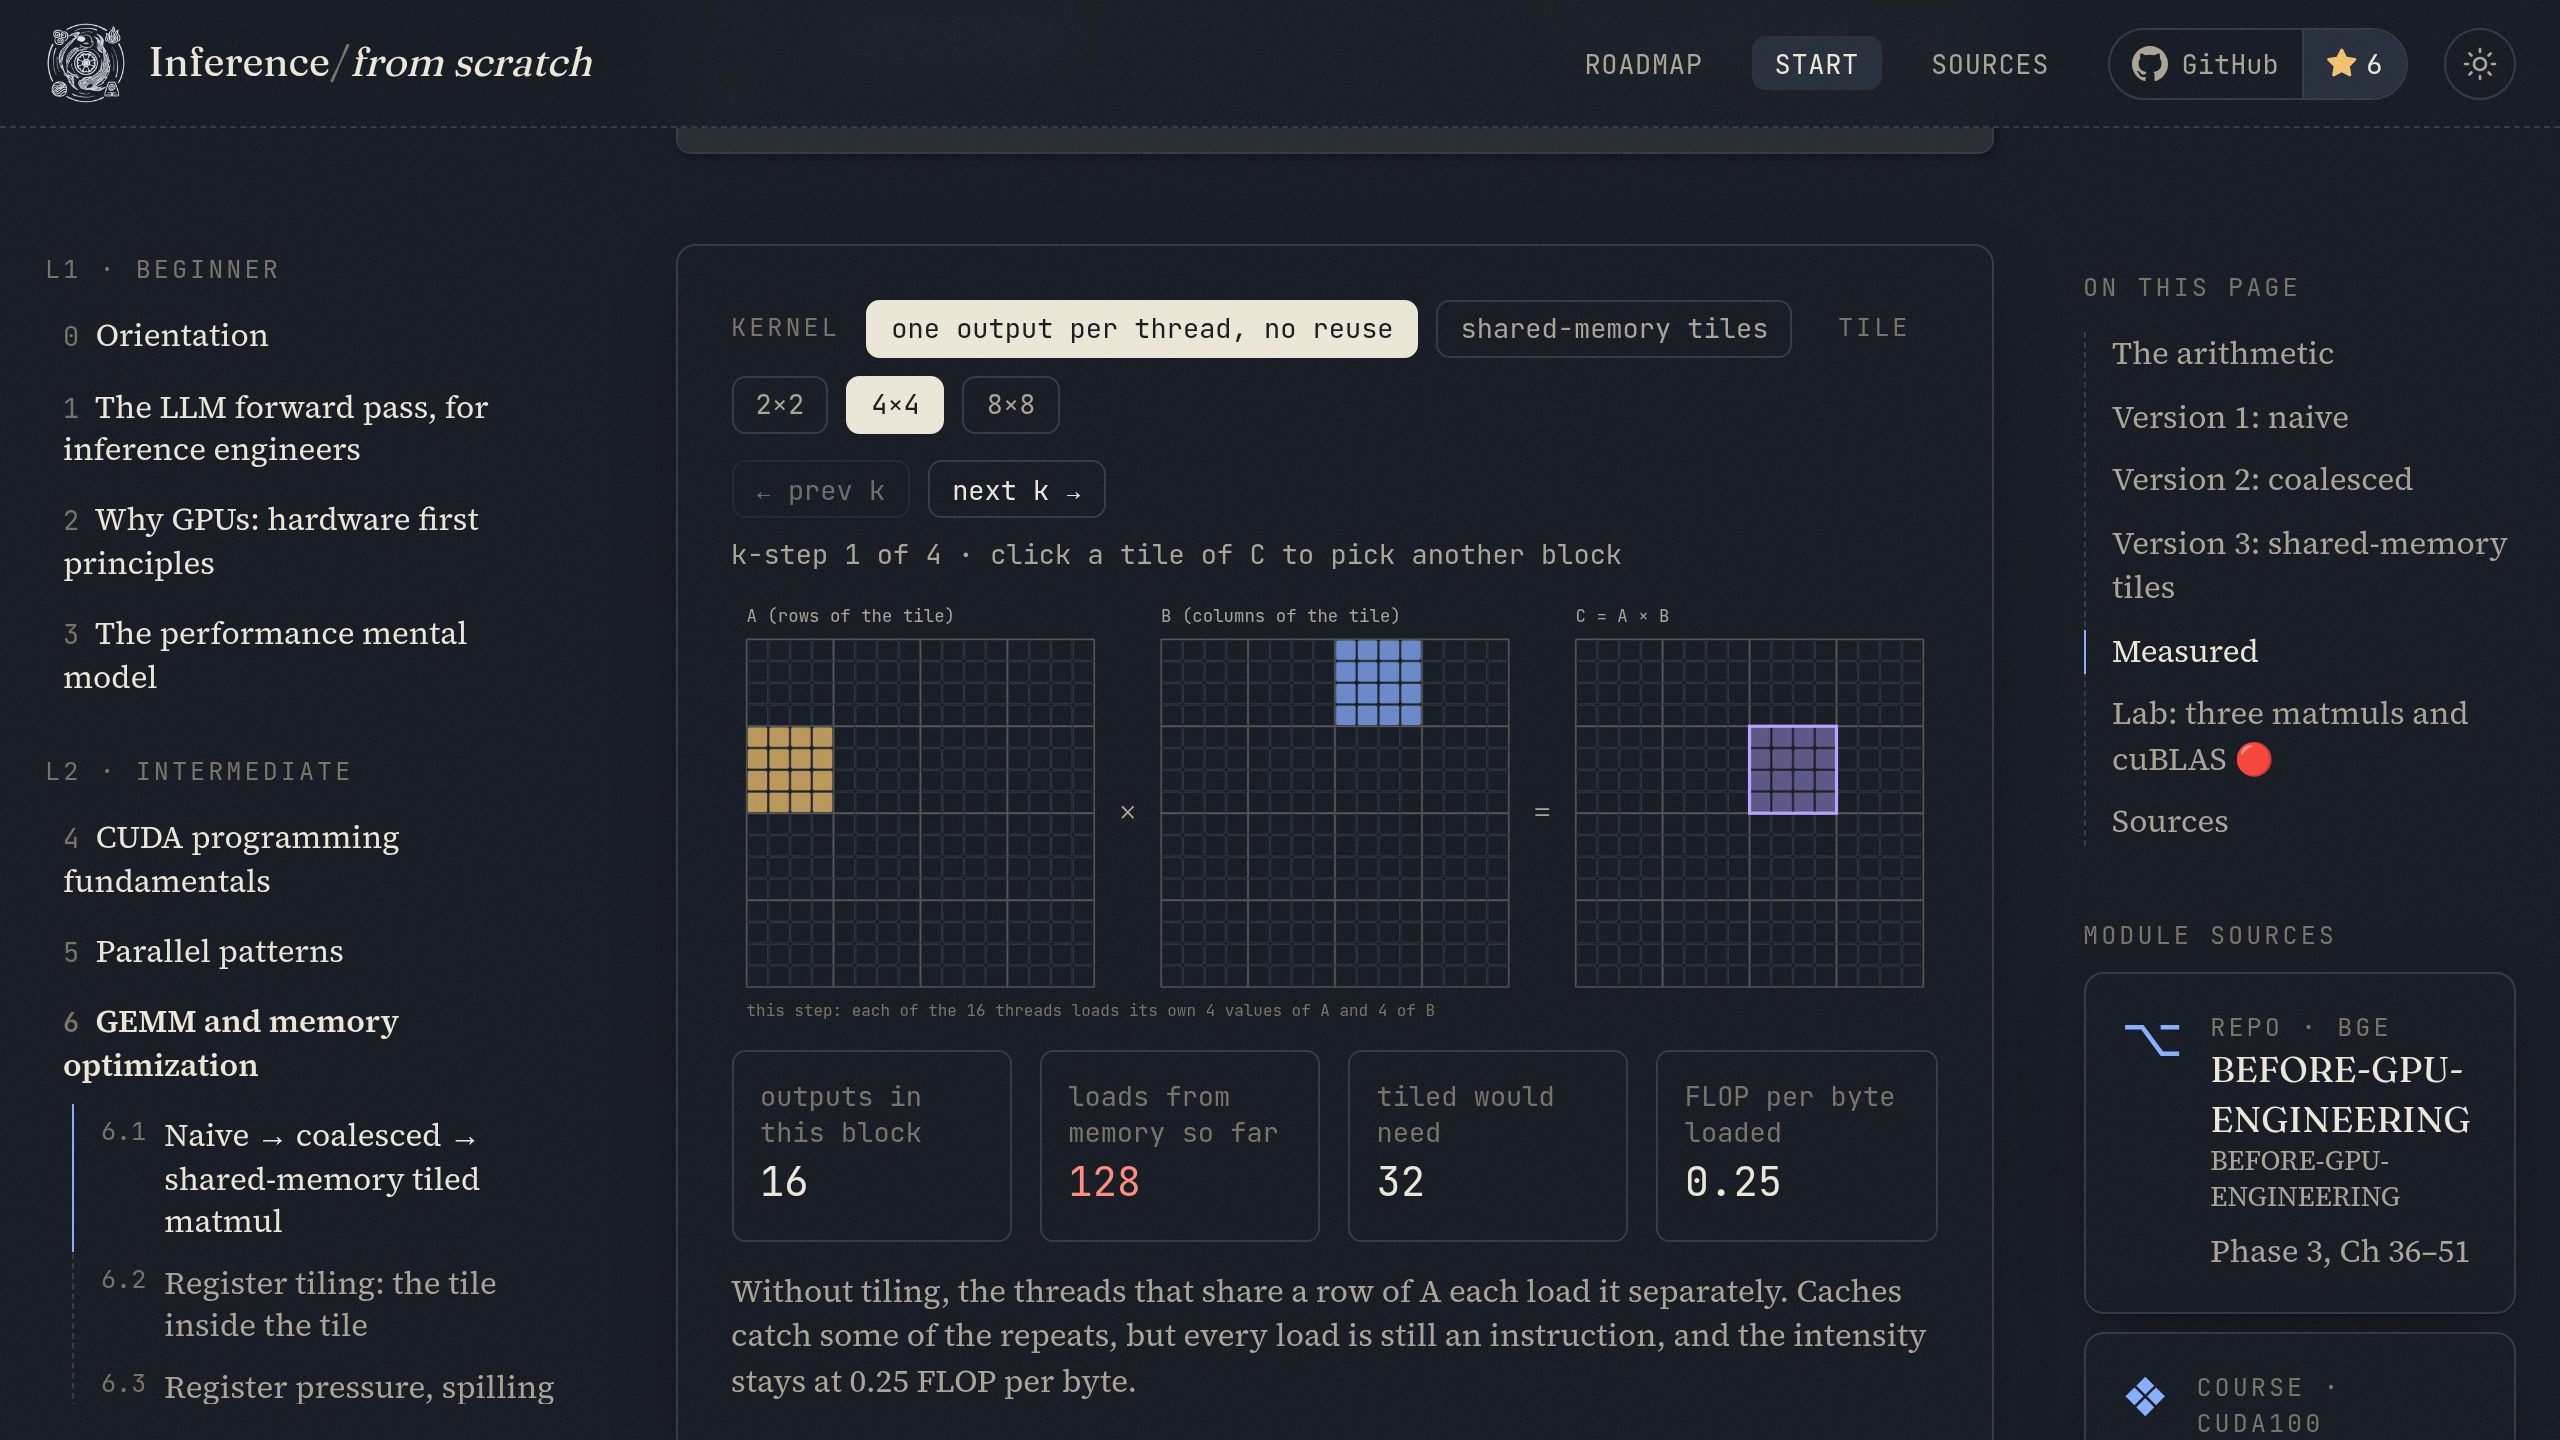 Inference/from scratch
ROADMAP
START
SOURCES
GitHub
6
L1 · BEGINNER
0 Orientation
1 The LLM forward pass, for
inference engineers
2 Why GPUs: hardware first
principles
3 The performance mental
model
L2 · INTERMEDIATE
4 CUDA programming
fundamentals
5 Parallel patterns
6 GEMM and memory
optimization
6.1 Naive → coalesced →
shared-memory tiled
matmul
6.2 Register tiling: the tile
inside the tile
6.3 Register pressure, spilling
KERNEL one output per thread, no reuse shared-memory tiles TILE
2×2 4×4 8×8
← prev k next k →
k-step 1 of 4 · click a tile of C to pick another block
A (rows of the tile)
B (columns of the tile)
C = A × B
×
=
this step: each of the 16 threads loads its own 4 values of A and 4 of B
outputs in
this block
16
loads from
memory so far
128
tiled would
need
32
FLOP per byte
loaded
0.25
Without tiling, the threads that share a row of A each load it separately. Caches
catch some of the repeats, but every load is still an instruction, and the intensity
stays at 0.25 FLOP per byte.
ON THIS PAGE
The arithmetic
Version 1: naive
Version 2: coalesced
Version 3: shared-memory
tiles
Measured
Lab: three matmuls and
cuBLAS 🔴
Sources
MODULE SOURCES
REPO · BGE
BEFORE-GPU-
ENGINEERING
BEFORE-GPU-
ENGINEERING
Phase 3, Ch 36–51
COURSE ·
CUDA100